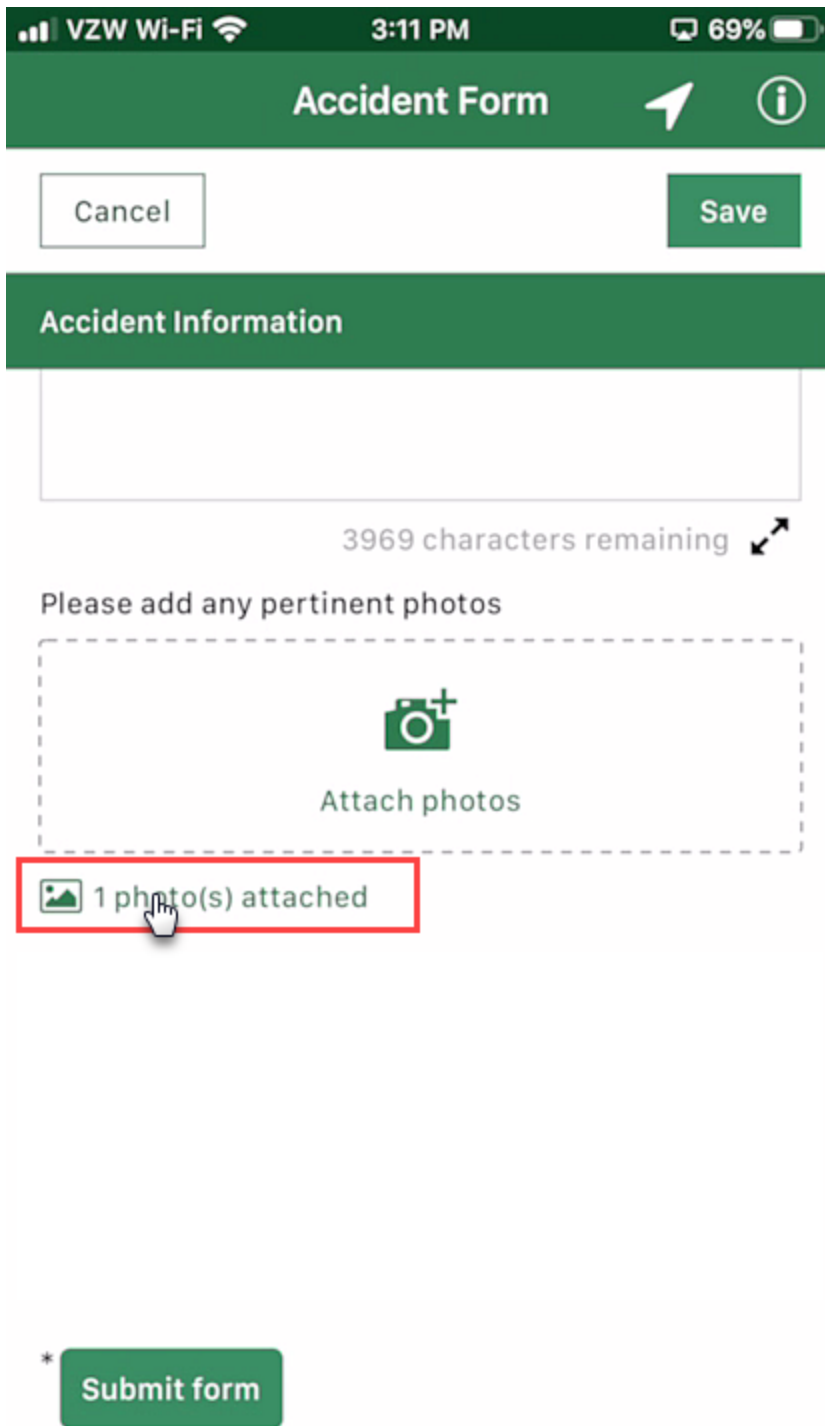 VZW Wi-Fi 3:11 PM 69%
Accident Form
Cancel Save
Accident Information
3969 characters remaining
Please add any pertinent photos
Attach photos
1 photo(s) attached
*
Submit form